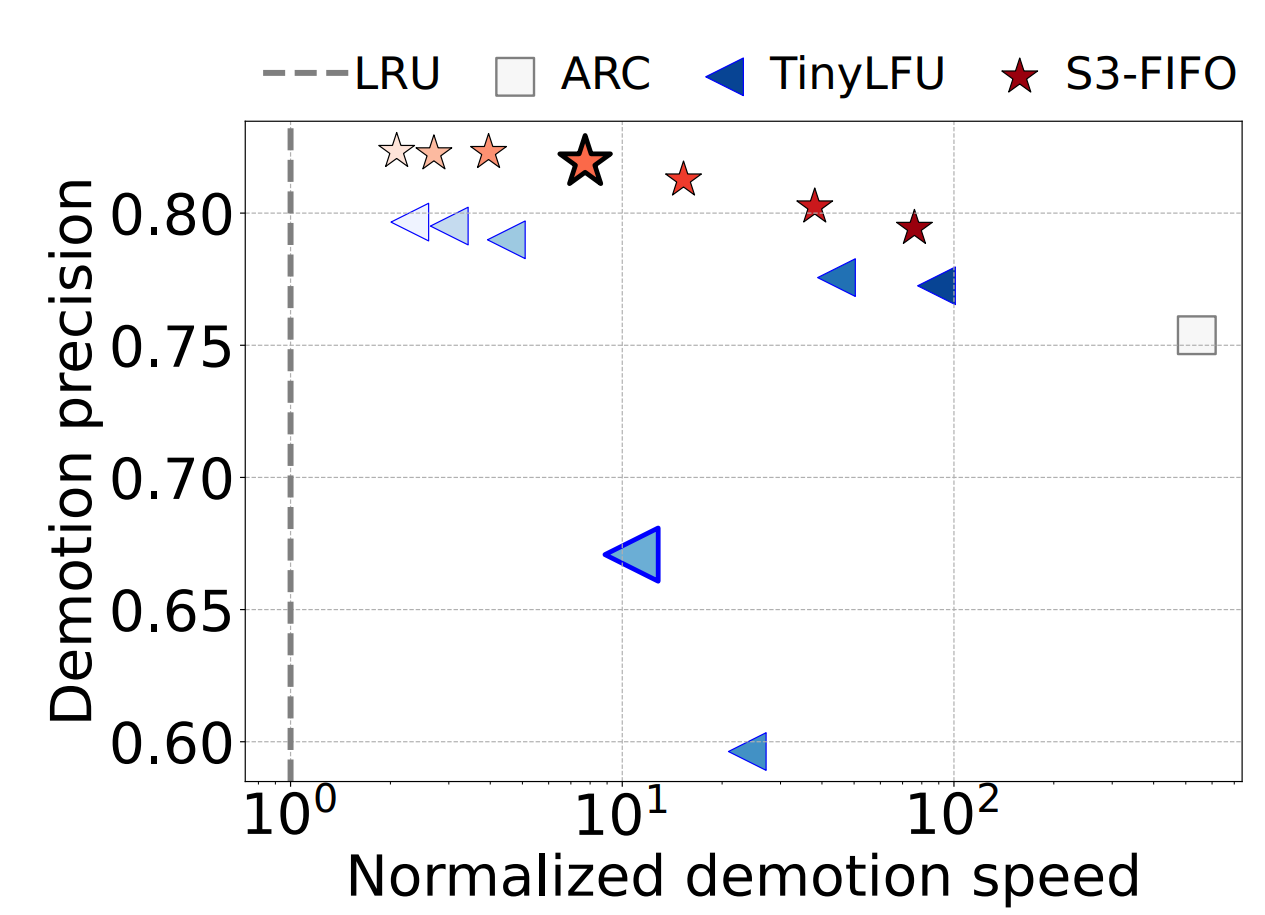 LRU ARC TinyLFU S3-FIFO
Demotion precision
0.80
0.75
0.70
0.65
0.60
10⁰ 10¹ 10²
Normalized demotion speed